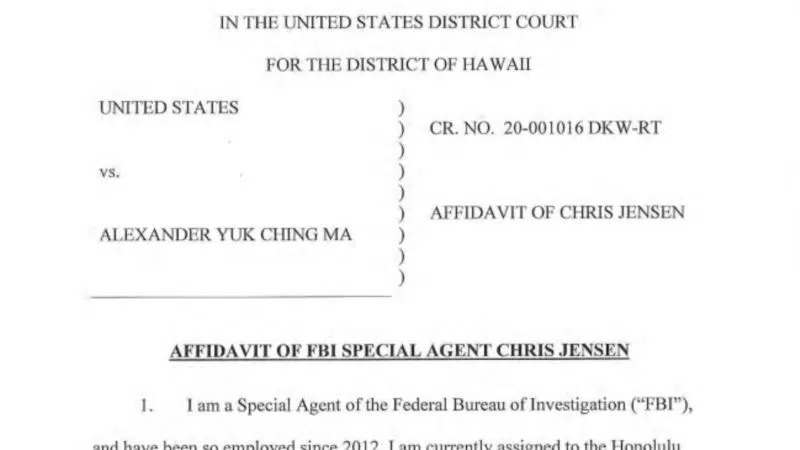 IN THE UNITED STATES DISTRICT COURT
FOR THE DISTRICT OF HAWAII
UNITED STATES )
) CR. NO. 20-001016 DKW-RT
)
vs. )
)
) AFFIDAVIT OF CHRIS JENSEN
ALEXANDER YUK CHING MA )
)
)
AFFIDAVIT OF FBI SPECIAL AGENT CHRIS JENSEN
1. I am a Special Agent of the Federal Bureau of Investigation (“FBI”),
and have been so employed since 2012. I am currently assigned to the Honolulu